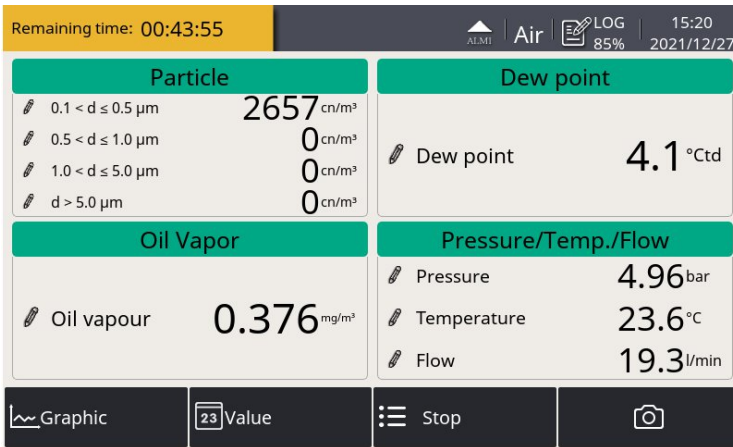 Remaining time: 00:43:55
ALMI Air LOG 85% 15:20 2021/12/27
Particle
0.1 < d ≤ 0.5 µm 2657 cn/m³
0.5 < d ≤ 1.0 µm 0 cn/m³
1.0 < d ≤ 5.0 µm 0 cn/m³
d > 5.0 µm 0 cn/m³
Dew point
Dew point 4.1 °Ctd
Oil Vapor
Oil vapour 0.376 mg/m³
Pressure/Temp./Flow
Pressure 4.96 bar
Temperature 23.6 °C
Flow 19.3 l/min
Graphic
23 Value
Stop